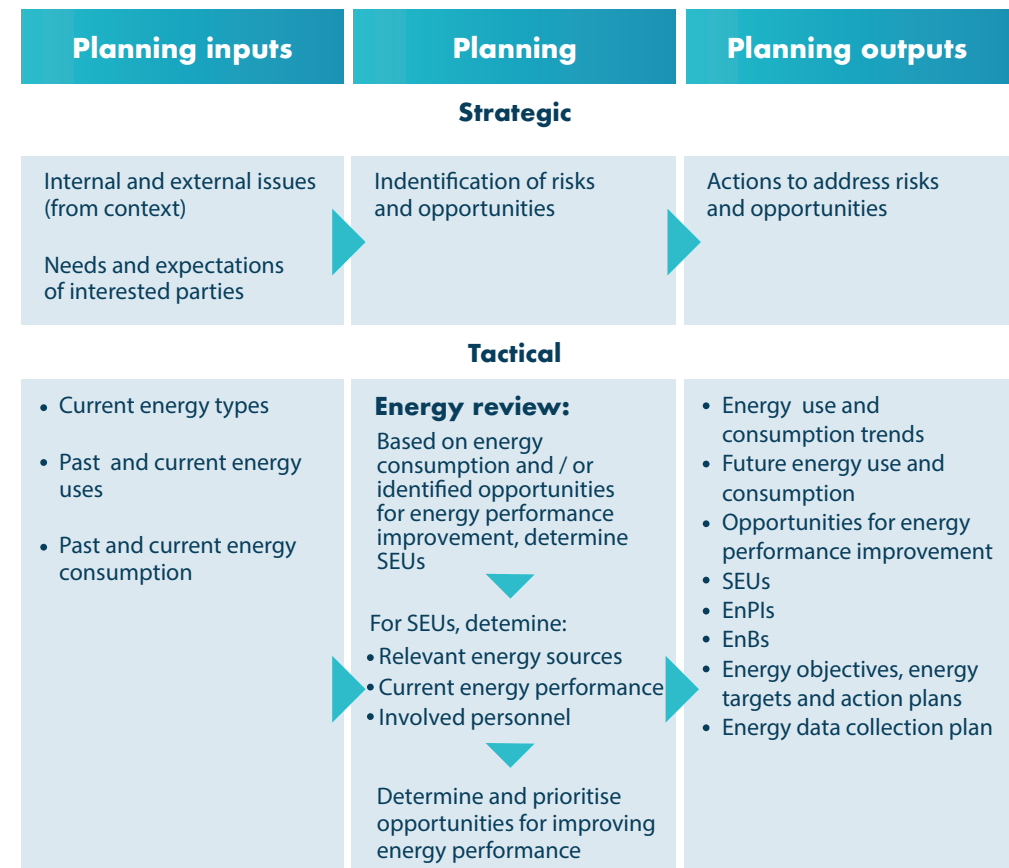 Planning inputs
Planning
Planning outputs
Strategic
Internal and external issues
(from context)
Needs and expectations
of interested parties
Indentification of risks
and opportunities
Actions to address risks
and opportunities
Tactical
• Current energy types
• Past and current energy
uses
• Past and current energy
consumption
Energy review:
Based on energy
consumption and / or
identified opportunities
for energy performance
improvement, determine
SEUs
For SEUs, detemine:
• Relevant energy sources
• Current energy performance
• Involved personnel
Determine and prioritise
opportunities for improving
energy performance
• Energy use and
consumption trends
• Future energy use and
consumption
• Opportunities for energy
performance improvement
• SEUs
• EnPIs
• EnBs
• Energy objectives, energy
targets and action plans
• Energy data collection plan